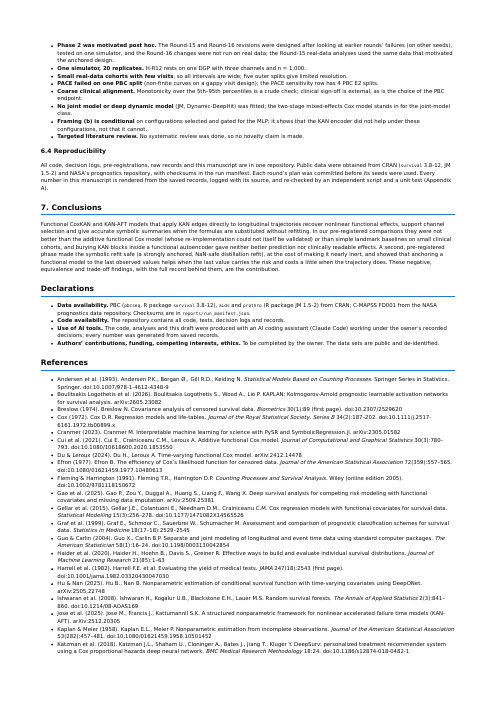 • Phase 2 was motivated post hoc. The Round-15 and Round-16 revisions were designed after looking at earlier rounds' failures (on other seeds),
tested on one simulator, and the Round-16 changes were not run on real data; the Round-15 real-data analyses used the same data that motivated
the anchored design.
• One simulator, 20 replicates. H-R12 rests on one DGP with three channels and n = 1,000.
• Small real-data cohorts with few visits, so all intervals are wide; five outer splits give limited resolution.
• PACE failed on one PBC split (non-finite curves on a gappy visit design); the PACE sensitivity row has 4 PBC E2 splits.
• Coarse clinical alignment. Monotonicity over the 5th-95th percentiles is a crude check; clinical sign-off is external, as is the choice of the PBC
endpoint.
• No joint model or deep dynamic model (JM, Dynamic-DeepHit) was fitted; the two-stage mixed-effects Cox model stands in for the joint-model
class.
• Framing (b) is conditional on configurations selected and gated for the MLP; it shows that the KAN encoder did not help under these
configurations, not that it cannot.
• Targeted literature review. No systematic review was done, so no novelty claim is made.
6.4 Reproducibility
All code, decision logs, pre-registrations, raw records and this manuscript are in one repository. Public data were obtained from CRAN (survival 3.8-12, JM
1.5-2) and NASA's prognostics repository, with checksums in the run manifest. Each round's plan was committed before its seeds were used. Every
number in this manuscript is rendered from the saved records, logged with its source, and re-checked by an independent script and a unit test (Appendix
A).
7. Conclusions
Functional CoxKAN and KAN-AFT models that apply KAN edges directly to longitudinal trajectories recover nonlinear functional effects, support channel
selection and give accurate symbolic summaries when the formulas are substituted without refitting. In our pre-registered comparisons they were not
better than the additive functional Cox model (whose re-implementation could not itself be validated) or than simple landmark baselines on small clinical
cohorts, and burying KAN blocks inside a functional autoencoder gave neither better prediction nor clinically readable effects. A second, pre-registered
phase made the symbolic refit safe (a strongly anchored, NaN-safe distillation refit), at the cost of making it nearly inert, and showed that anchoring a
functional model to the last observed values helps when the last value carries the risk and costs a little when the trajectory does. These negative,
equivalence and trade-off findings, with the full record behind them, are the contribution.
Declarations
• Data availability. PBC (pbcseq, R package survival 3.8-12), aids and prothro (R package JM 1.5-2) from CRAN; C-MAPSS FD001 from the NASA
prognostics data repository. Checksums are in reports/run_manifest.json.
• Code availability. The repository contains all code, tests, decision logs and records.
• Use of AI tools. The code, analyses and this draft were produced with an AI coding assistant (Claude Code) working under the owner's recorded
decisions; every number was generated from saved records.
• Authors' contributions, funding, competing interests, ethics. To be completed by the owner. The data sets are public and de-identified.
References
• Andersen et al. (1993). Andersen P.K., Borgan Ø., Gill R.D., Keiding N. Statistical Models Based on Counting Processes. Springer Series in Statistics.
Springer. doi:10.1007/978-1-4612-4348-9
• Boulitsakis Logothetis et al. (2026). Boulitsakis Logothetis S., Wood A., Liò P. KAPLAN: Kolmogorov-Arnold prognostic learnable activation networks
for survival analysis. arXiv:2605.23082
• Breslow (1974). Breslow N. Covariance analysis of censored survival data. Biometrics 30(1):89 (first page). doi:10.2307/2529620
• Cox (1972). Cox D.R. Regression models and life-tables. Journal of the Royal Statistical Society, Series B 34(2):187–202. doi:10.1111/j.2517-
6161.1972.tb00899.x
• Cranmer (2023). Cranmer M. Interpretable machine learning for science with PySR and SymbolicRegression.jl. arXiv:2305.01582
• Cui et al. (2021). Cui E., Crainiceanu C.M., Leroux A. Additive functional Cox model. Journal of Computational and Graphical Statistics 30(3):780–
793. doi:10.1080/10618600.2020.1853550
• Du & Leroux (2024). Du H., Leroux A. Time-varying functional Cox model. arXiv:2412.14478
• Efron (1977). Efron B. The efficiency of Cox's likelihood function for censored data. Journal of the American Statistical Association 72(359):557–565.
doi:10.1080/01621459.1977.10480613
• Fleming & Harrington (1991). Fleming T.R., Harrington D.P. Counting Processes and Survival Analysis. Wiley (online edition 2005).
doi:10.1002/9781118150672
• Gao et al. (2025). Gao P., Zou Y., Duggal A., Huang S., Liang F., Wang X. Deep survival analysis for competing risk modeling with functional
covariates and missing data imputation. arXiv:2509.25381
• Gellar et al. (2015). Gellar J.E., Colantuoni E., Needham D.M., Crainiceanu C.M. Cox regression models with functional covariates for survival data.
Statistical Modelling 15(3):256–278. doi:10.1177/1471082X14565526
• Graf et al. (1999). Graf E., Schmoor C., Sauerbrei W., Schumacher M. Assessment and comparison of prognostic classification schemes for survival
data. Statistics in Medicine 18(17–18):2529–2545
• Guo & Carlin (2004). Guo X., Carlin B.P. Separate and joint modeling of longitudinal and event time data using standard computer packages. The
American Statistician 58(1):16–24. doi:10.1198/0003130042854
• Haider et al. (2020). Haider H., Hoehn B., Davis S., Greiner R. Effective ways to build and evaluate individual survival distributions. Journal of
Machine Learning Research 21(85):1–63
• Harrell et al. (1982). Harrell F.E. et al. Evaluating the yield of medical tests. JAMA 247(18):2543 (first page).
doi:10.1001/jama.1982.03320430047030
• Hu & Nan (2025). Hu B., Nan B. Nonparametric estimation of conditional survival function with time-varying covariates using DeepONet.
arXiv:2505.22748
• Ishwaran et al. (2008). Ishwaran H., Kogalur U.B., Blackstone E.H., Lauer M.S. Random survival forests. The Annals of Applied Statistics 2(3):841–
860. doi:10.1214/08-AOAS169
• Jose et al. (2025). Jose M., Francis J., Kattumannil S.K. A structured nonparametric framework for nonlinear accelerated failure time models (KAN-
AFT). arXiv:2512.20305
• Kaplan & Meier (1958). Kaplan E.L., Meier P. Nonparametric estimation from incomplete observations. Journal of the American Statistical Association
53(282):457–481. doi:10.1080/01621459.1958.10501452
• Katzman et al. (2018). Katzman J.L., Shaham U., Cloninger A., Bates J., Jiang T., Kluger Y. DeepSurv: personalized treatment recommender system
using a Cox proportional hazards deep neural network. BMC Medical Research Methodology 18:24. doi:10.1186/s12874-018-0482-1